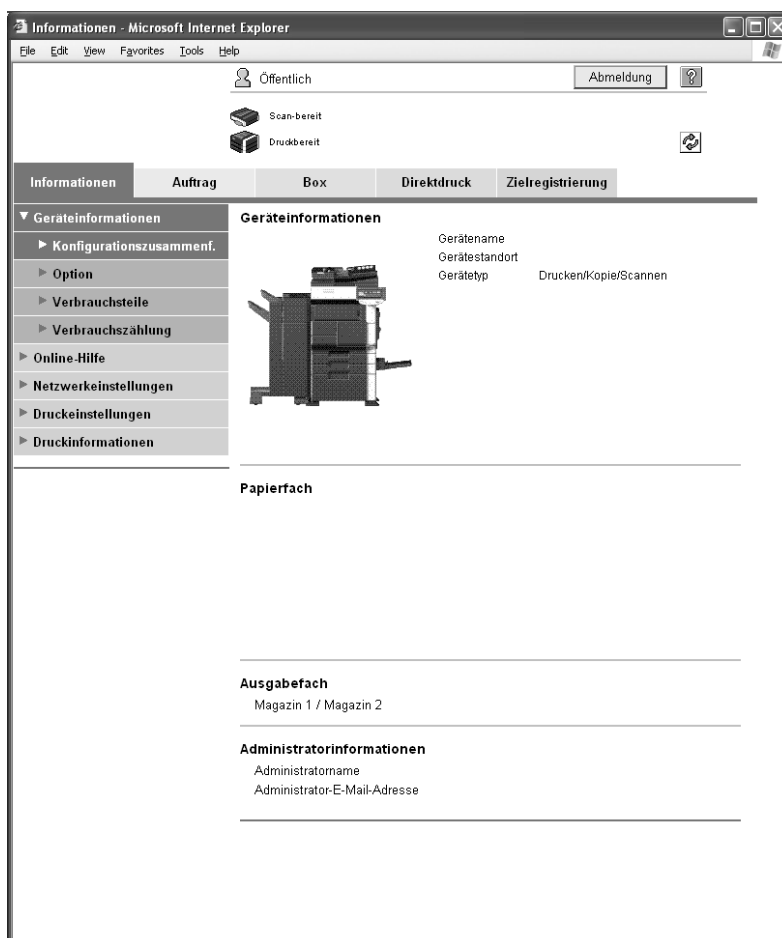 Informationen - Microsoft Internet Explorer
File Edit View Favorites Tools Help
Öffentlich
Abmeldung
?
Scan-bereit
Druckbereit
Informationen Auftrag Box Direktdruck Zielregistrierung
Geräteinformationen
Konfigurationszusammenf.
Option
Verbrauchsteile
Verbrauchszählung
Online-Hilfe
Netzwerkeinstellungen
Druckeinstellungen
Druckinformationen
Geräteinformationen
Gerätename
Gerätestandort
Gerätetyp Drucken/Kopie/Scannen
Papierfach
Ausgabefach
Magazin 1 / Magazin 2
Administratorinformationen
Administratorname
Administrator-E-Mail-Adresse